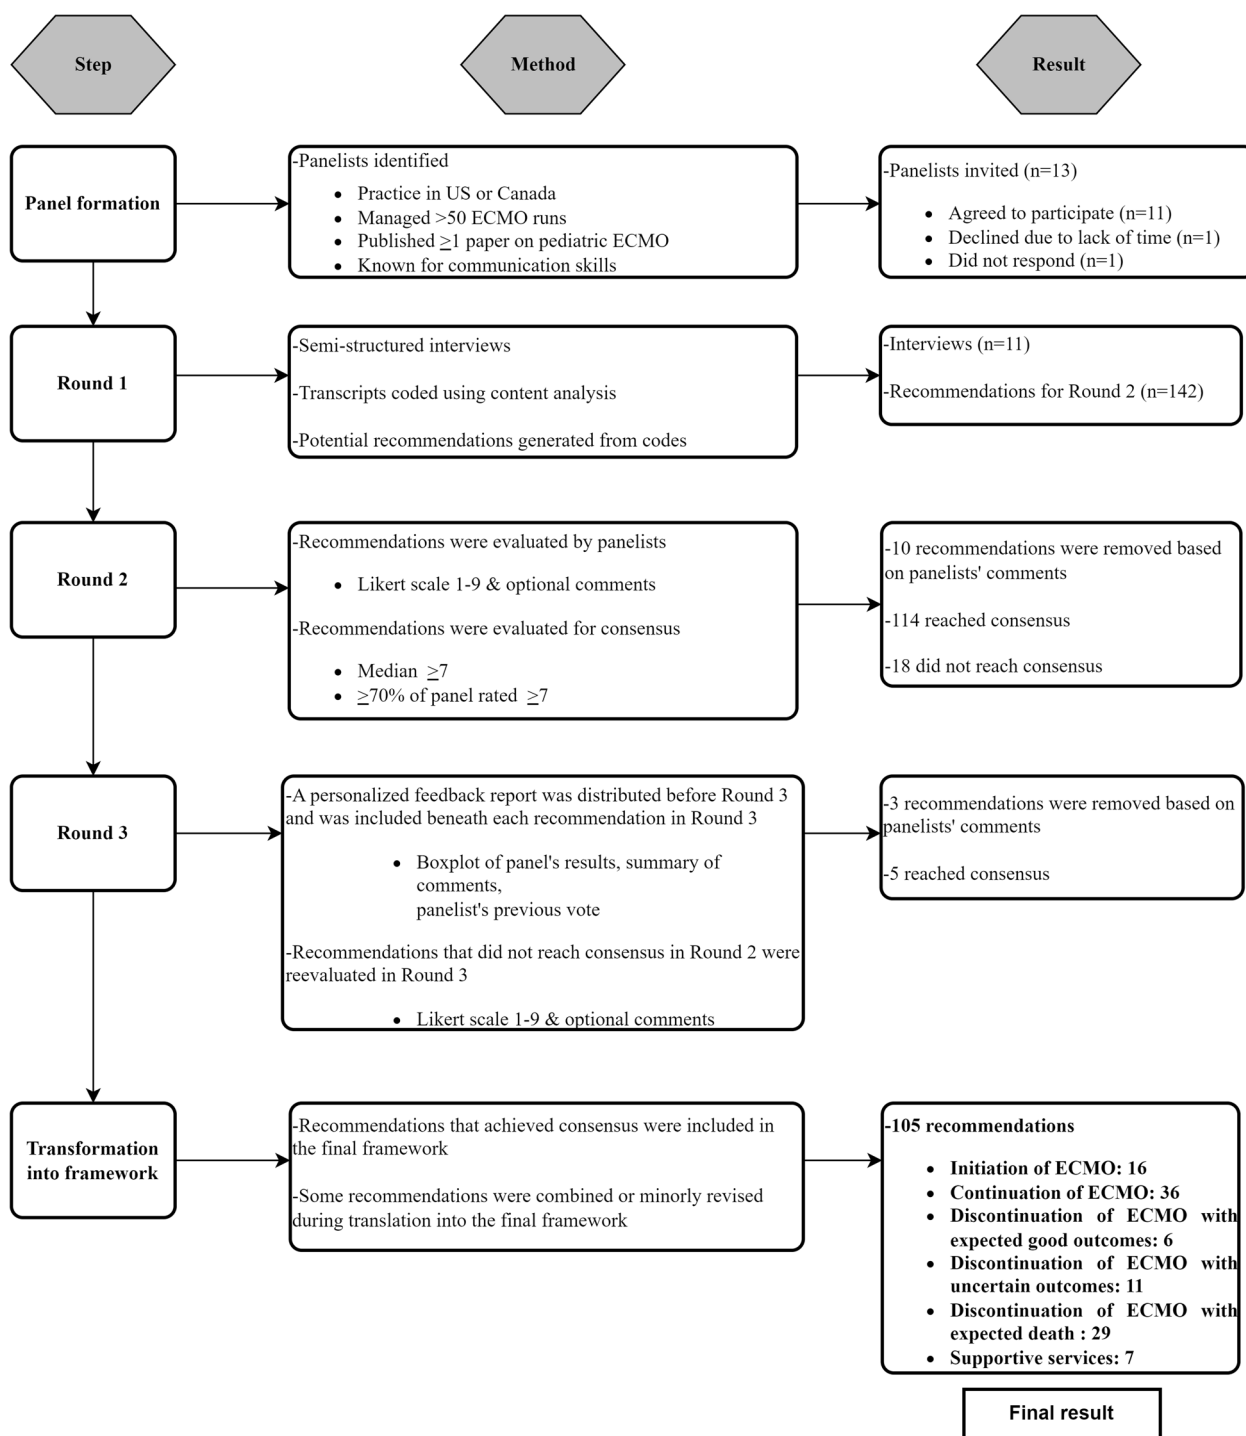 Step
Method
Result
Panel formation
-Panelists identified
• Practice in US or Canada
• Managed >50 ECMO runs
• Published ≥1 paper on pediatric ECMO
• Known for communication skills
-Panelists invited (n=13)
• Agreed to participate (n=11)
• Declined due to lack of time (n=1)
• Did not respond (n=1)
Round 1
-Semi-structured interviews
-Transcripts coded using content analysis
-Potential recommendations generated from codes
-Interviews (n=11)
-Recommendations for Round 2 (n=142)
Round 2
-Recommendations were evaluated by panelists
• Likert scale 1-9 & optional comments
-Recommendations were evaluated for consensus
• Median ≥7
• ≥70% of panel rated ≥7
-10 recommendations were removed based
on panelists' comments
-114 reached consensus
-18 did not reach consensus
Round 3
-A personalized feedback report was distributed before Round 3
and was included beneath each recommendation in Round 3
• Boxplot of panel's results, summary of
comments,
panelist's previous vote
-Recommendations that did not reach consensus in Round 2 were
reevaluated in Round 3
• Likert scale 1-9 & optional comments
-3 recommendations were removed based on
panelists' comments
-5 reached consensus
Transformation
into framework
-Recommendations that achieved consensus were included in
the final framework
-Some recommendations were combined or minorly revised
during translation into the final framework
-105 recommendations
• Initiation of ECMO: 16
• Continuation of ECMO: 36
• Discontinuation of ECMO with
expected good outcomes: 6
• Discontinuation of ECMO with
uncertain outcomes: 11
• Discontinuation of ECMO with
expected death : 29
• Supportive services: 7
Final result